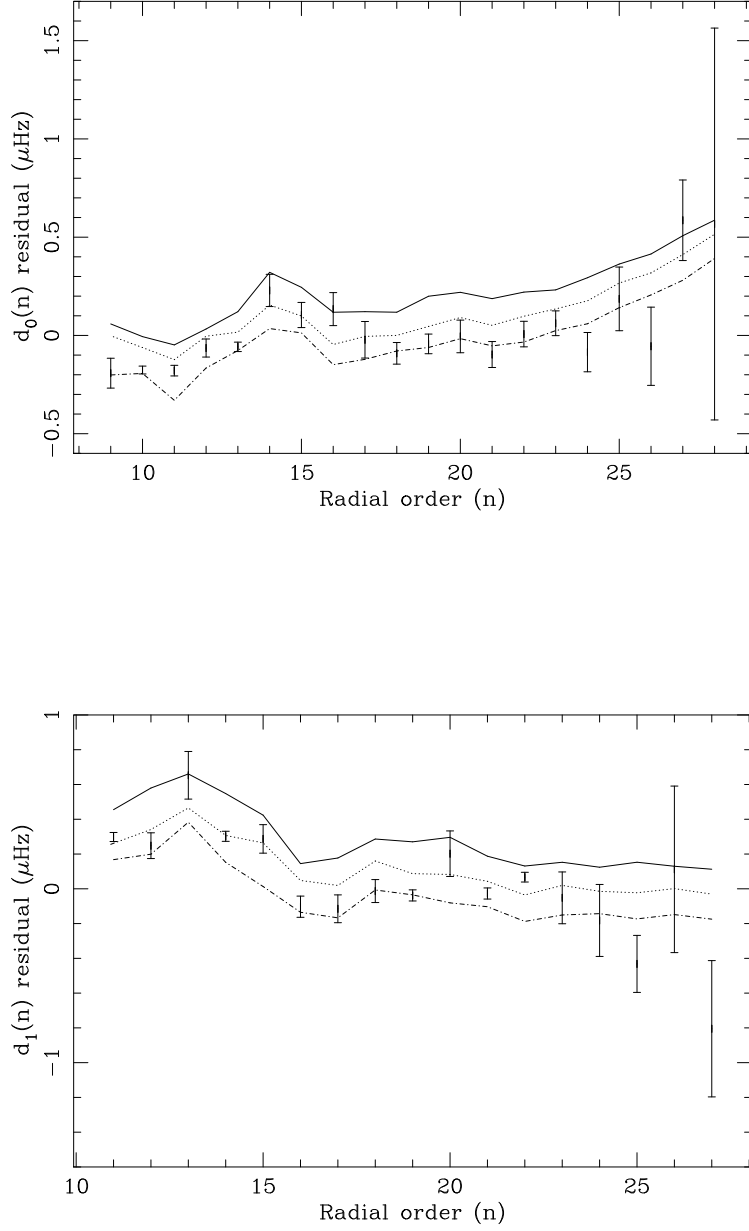 1.5
1
0.5
0
−0.5
d₀(n) residual (μHz)
10 15 20 25
Radial order (n)
1
0
−1
d₁(n) residual (μHz)
10 15 20 25
Radial order (n)